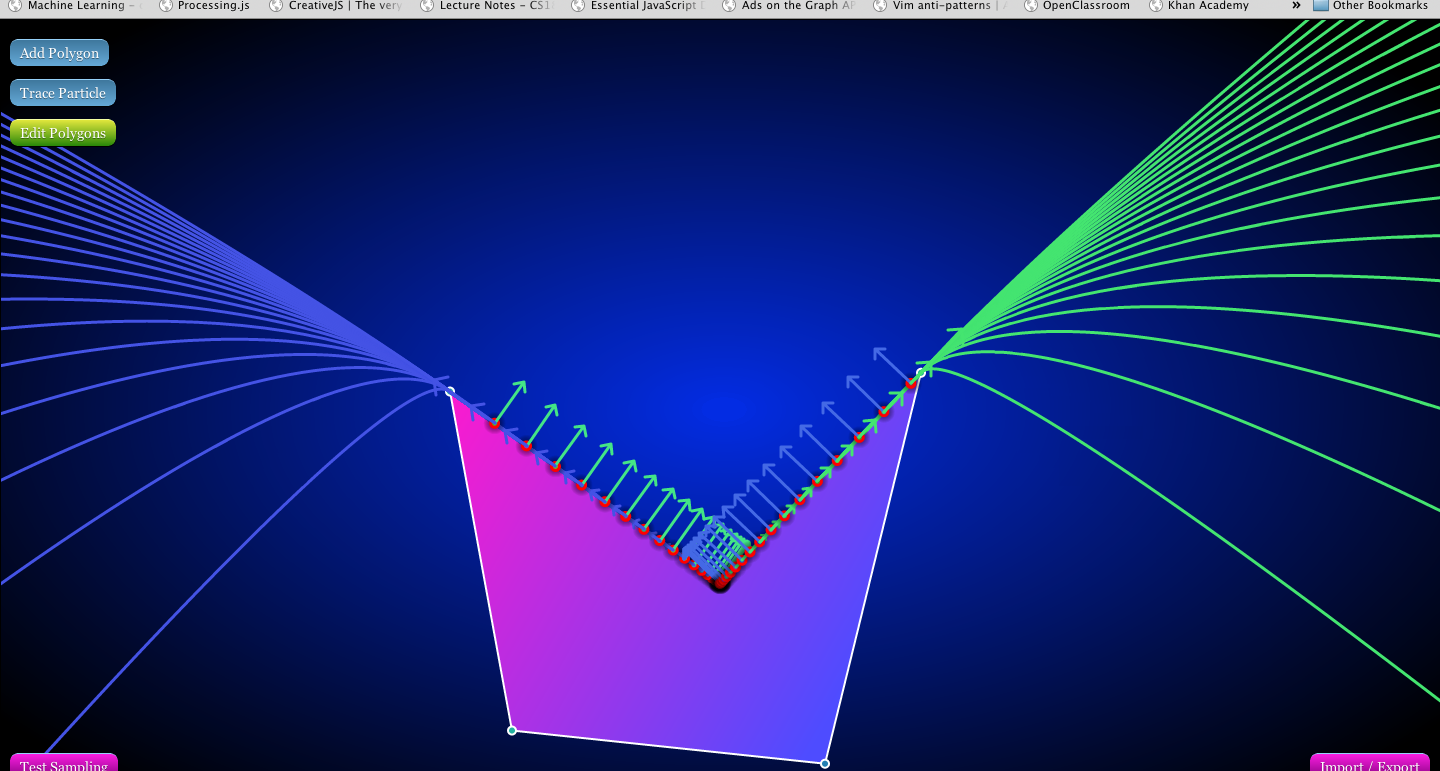 Machine Learning – Processing.js CreativeJS | The very Lecture Notes – CS1 Essential JavaScript Ads on the Graph AP Vim anti-patterns | OpenClassroom Khan Academy » Other Bookmarks
Add Polygon
Trace Particle
Edit Polygons
Test Sampling Import / Export